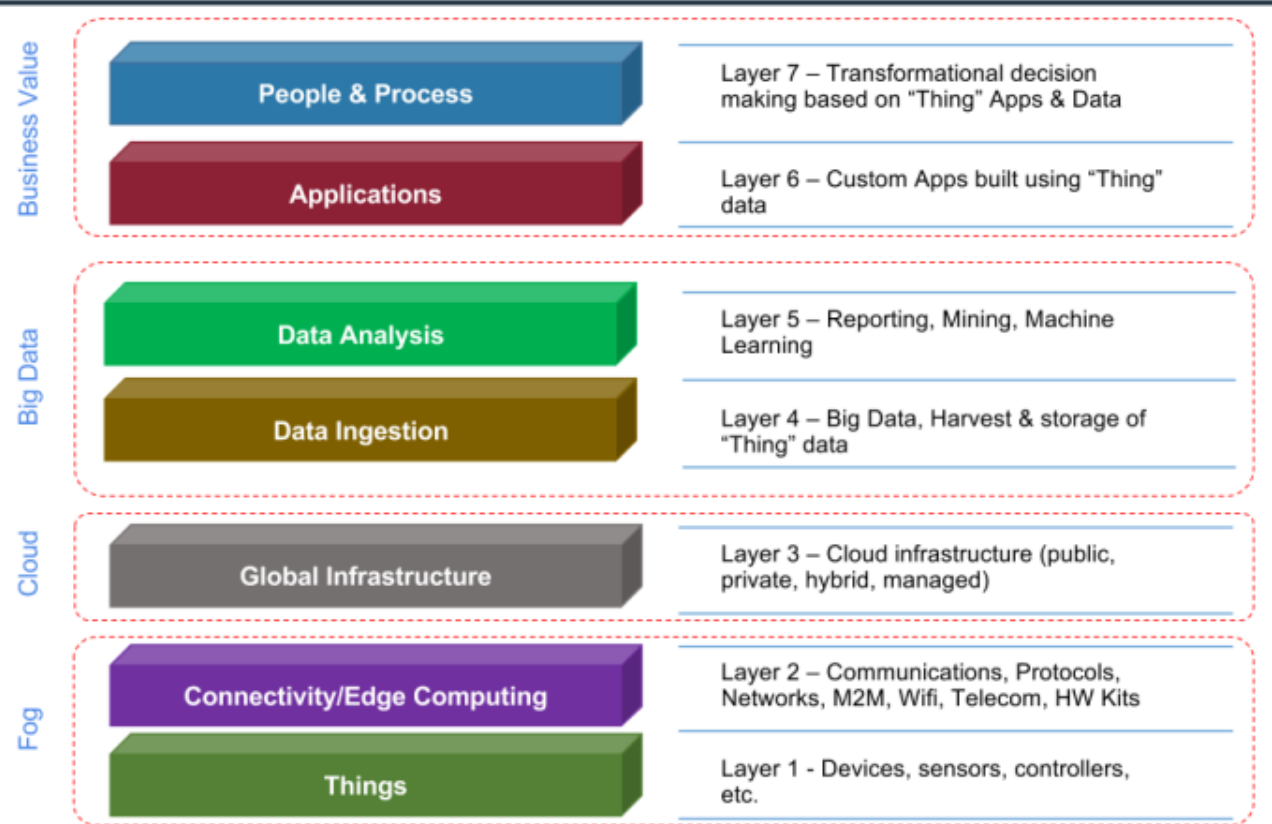 Business Value
People & Process
Layer 7 – Transformational decision
making based on “Thing” Apps & Data
Applications
Layer 6 – Custom Apps built using “Thing”
data
Big Data
Data Analysis
Layer 5 – Reporting, Mining, Machine
Learning
Data Ingestion
Layer 4 – Big Data, Harvest & storage of
“Thing” data
Cloud
Global Infrastructure
Layer 3 – Cloud infrastructure (public,
private, hybrid, managed)
Fog
Connectivity/Edge Computing
Layer 2 – Communications, Protocols,
Networks, M2M, Wifi, Telecom, HW Kits
Things
Layer 1 - Devices, sensors, controllers,
etc.